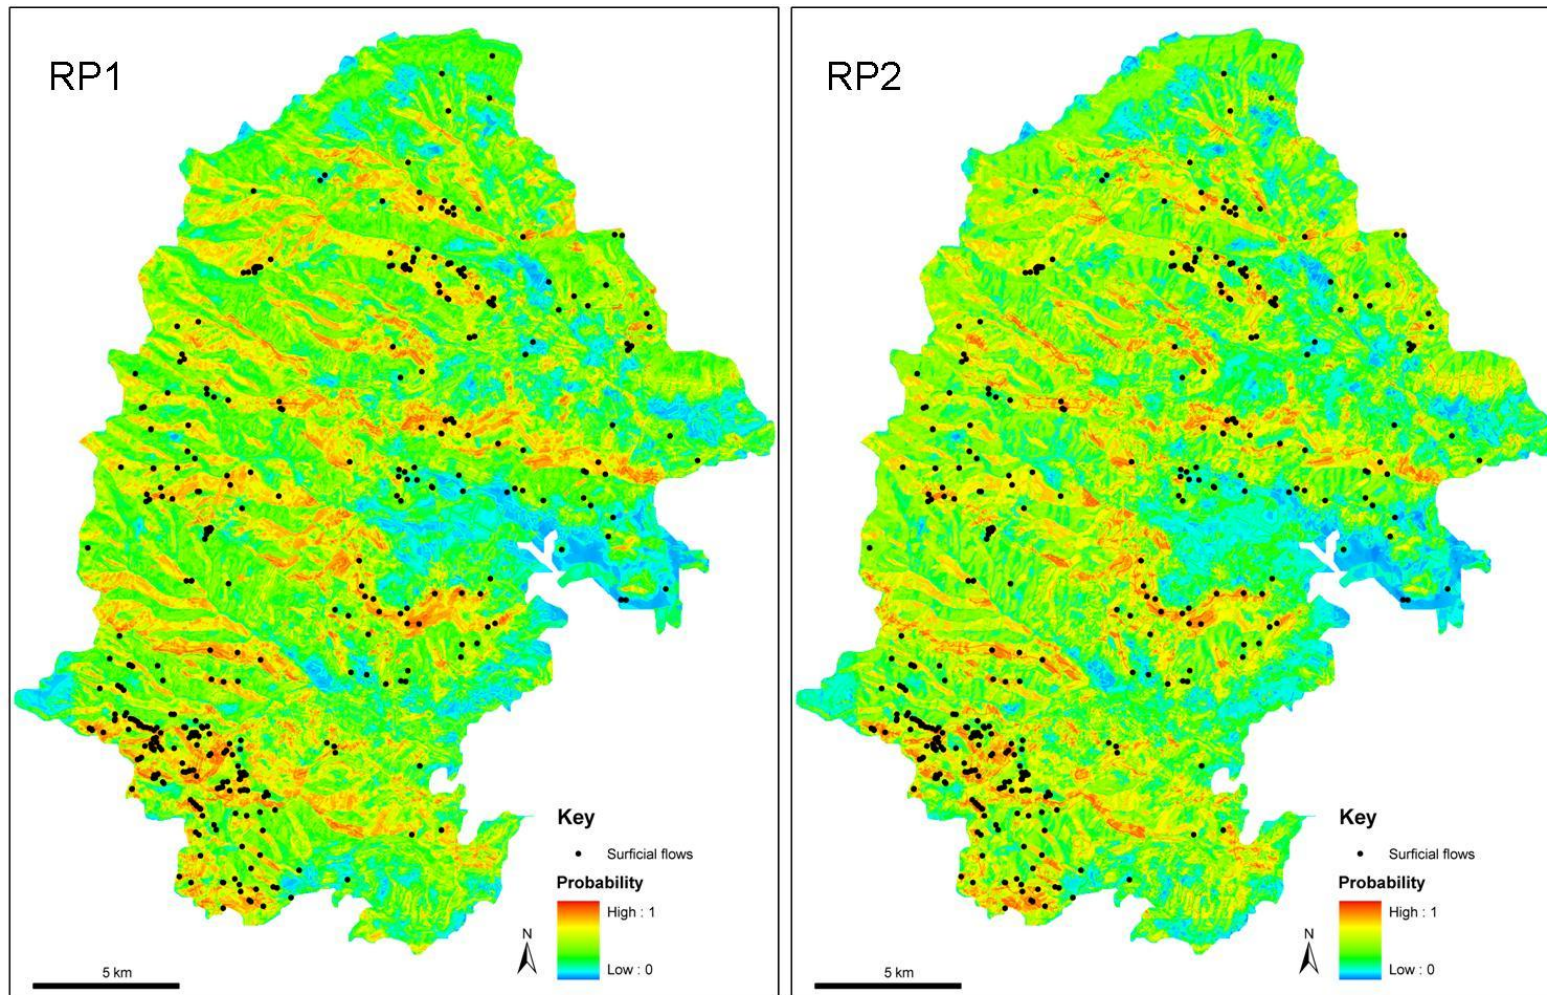 RP1
Key
Surficial flows
Probability
High : 1
Low : 0
N
5 km
RP2
Key
Surficial flows
Probability
High : 1
Low : 0
N
5 km